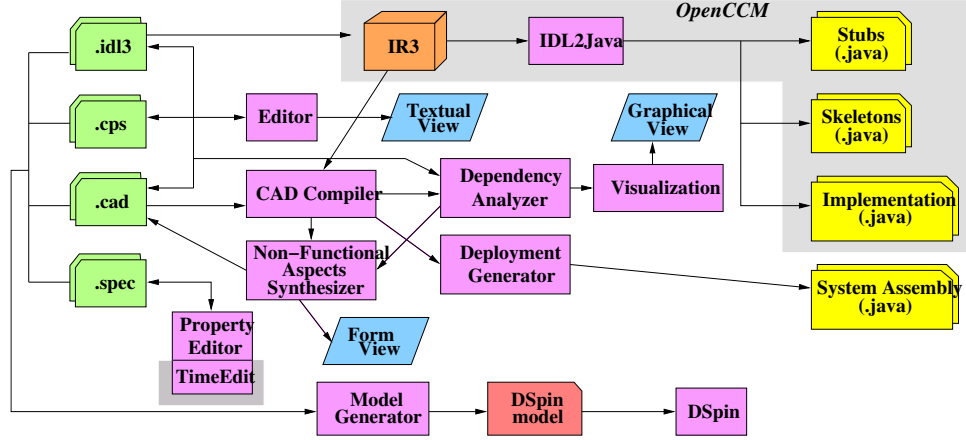 OpenCCM
.idl3
IR3
IDL2Java
Stubs
(.java)
.cps
Editor
Textual
View
Graphical
View
Skeletons
(.java)
.cad
CAD Compiler
Dependency
Analyzer
Visualization
Implementation
(.java)
.spec
Non−Functional
Aspects
Synthesizer
Deployment
Generator
System Assembly
(.java)
Property
Editor
TimeEdit
Form
View
Model
Generator
DSpin
model
DSpin